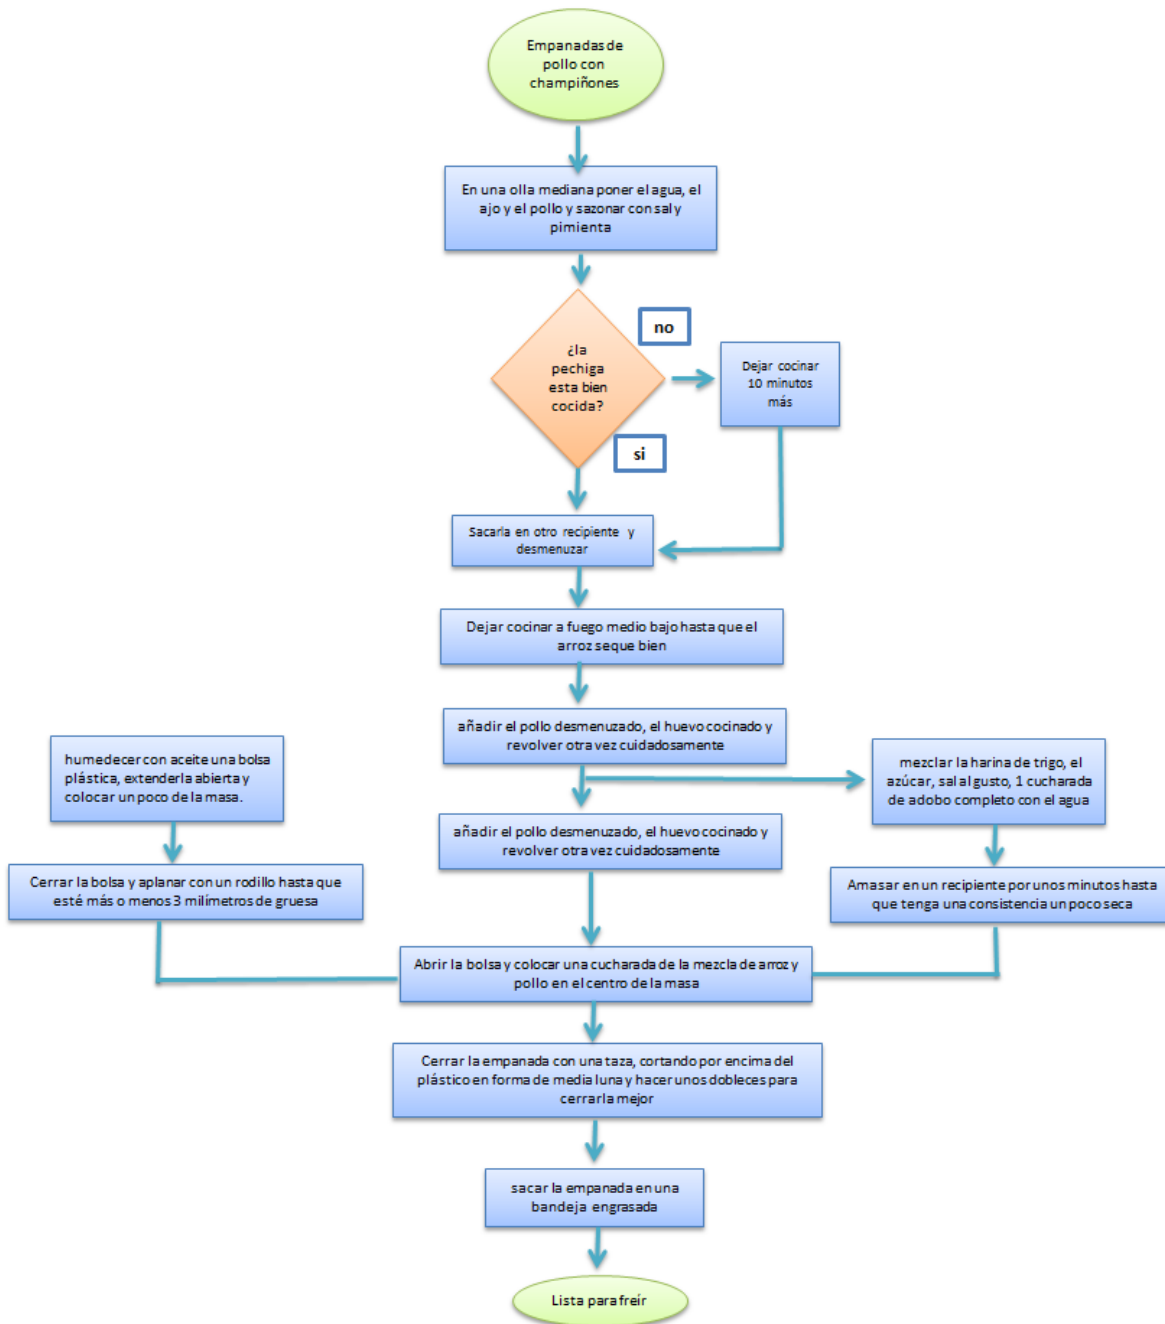 Empanadas de
pollo con
champiñones
En una olla mediana poner el agua, el
ajo y el pollo y sazonar con sal y
pimienta
no
¿la
pechiga
esta bien
cocida?
Dejar cocinar
10 minutos
más
si
Sacarla en otro recipiente y
desmenuzar
Dejar cocinar a fuego medio bajo hasta que el
arroz seque bien
añadir el pollo desmenuzado, el huevo cocinado y
revolver otra vez cuidadosamente
humedecer con aceite una bolsa
plástica, extenderla abierta y
colocar un poco de la masa.
mezclar la harina de trigo, el
azúcar, sal al gusto, 1 cucharada
de adobo completo con el agua
añadir el pollo desmenuzado, el huevo cocinado y
revolver otra vez cuidadosamente
Cerrar la bolsa y aplanar con un rodillo hasta que
esté más o menos 3 milímetros de gruesa
Amasar en un recipiente por unos minutos hasta
que tenga una consistencia un poco seca
Abrir la bolsa y colocar una cucharada de la mezcla de arroz y
pollo en el centro de la masa
Cerrar la empanada con una taza, cortando por encima del
plástico en forma de media luna y hacer unos dobleces para
cerrarla mejor
sacar la empanada en una
bandeja engrasada
Lista para freír